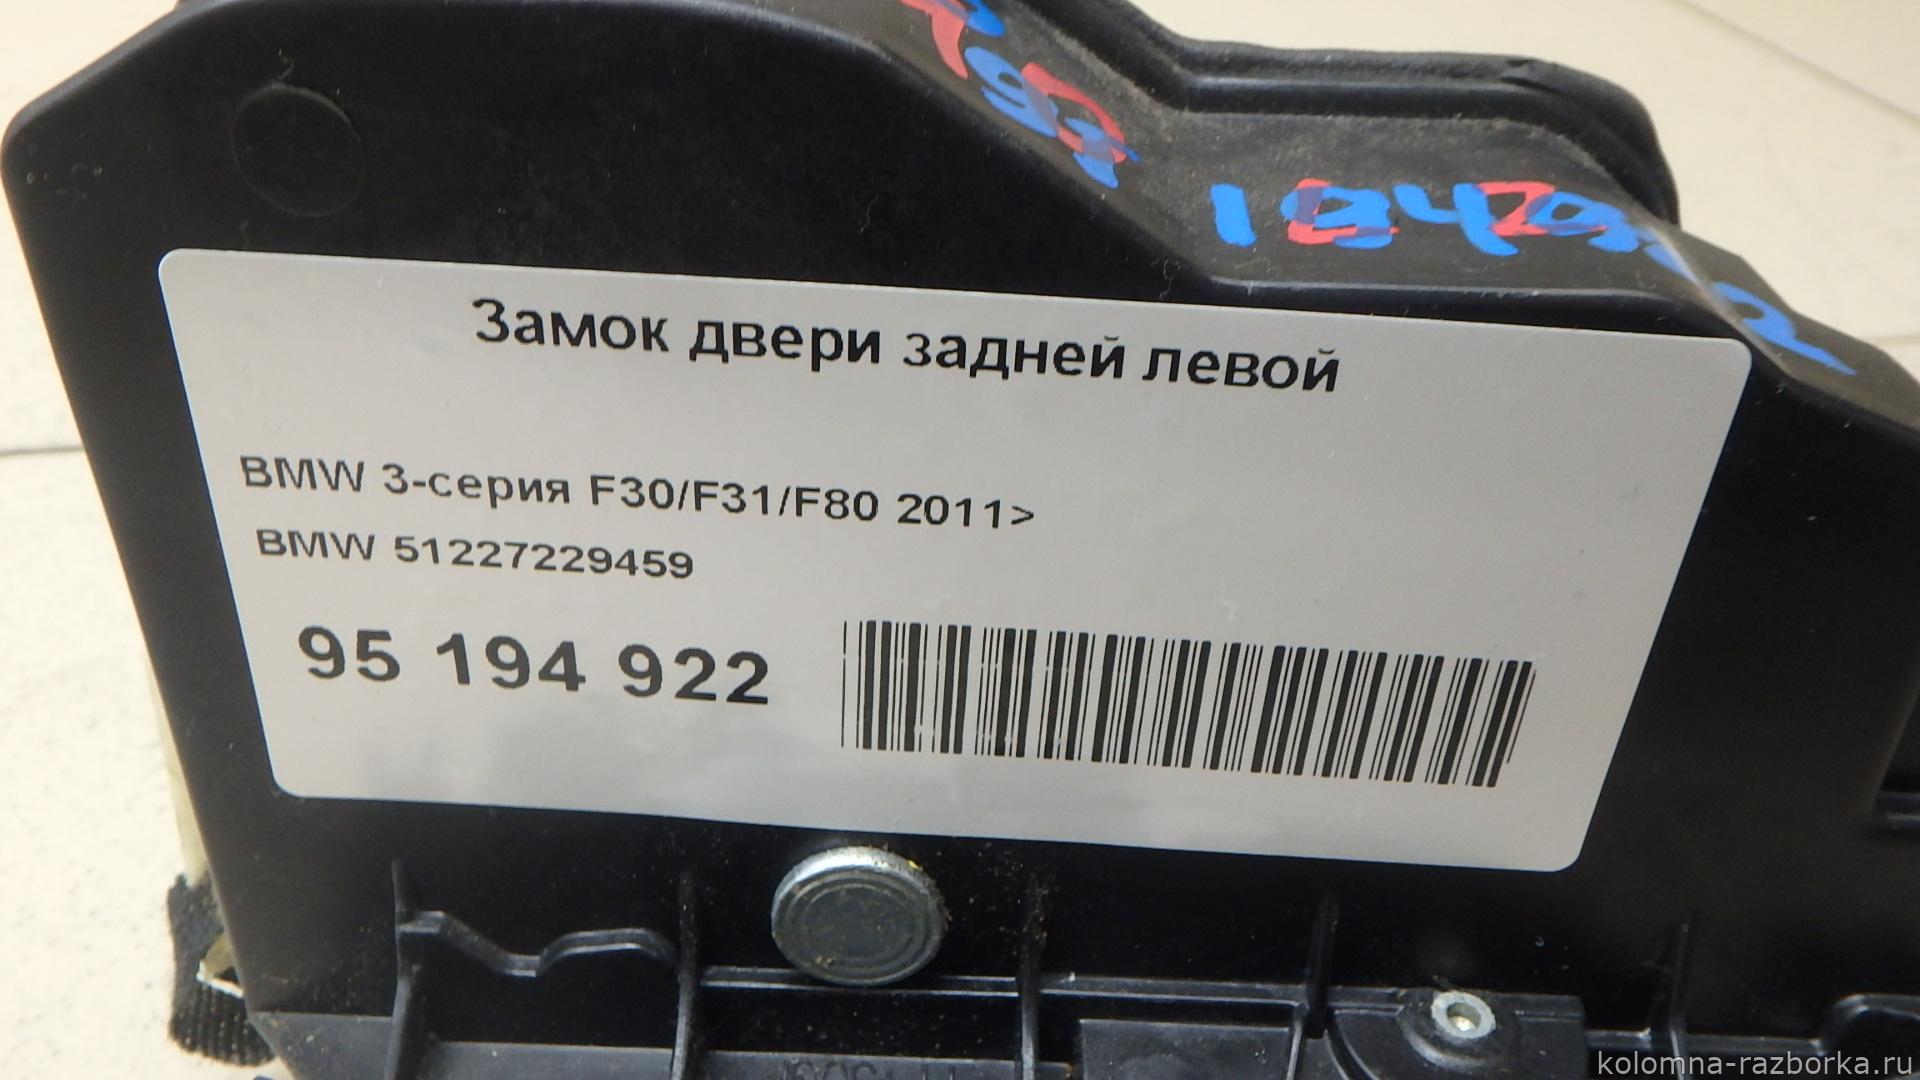 Замок двери задней левой
BMW 3-серия F30/F31/F80 2011>
BMW 51227229459
95 194 922
kolomna-razborka.ru